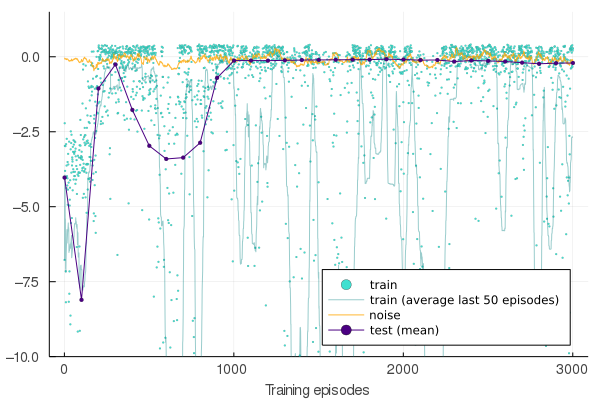 0.0
−2.5
−5.0
−7.5
−10.0
train
train (average last 50 episodes)
noise
test (mean)
0 1000 2000 3000
Training episodes